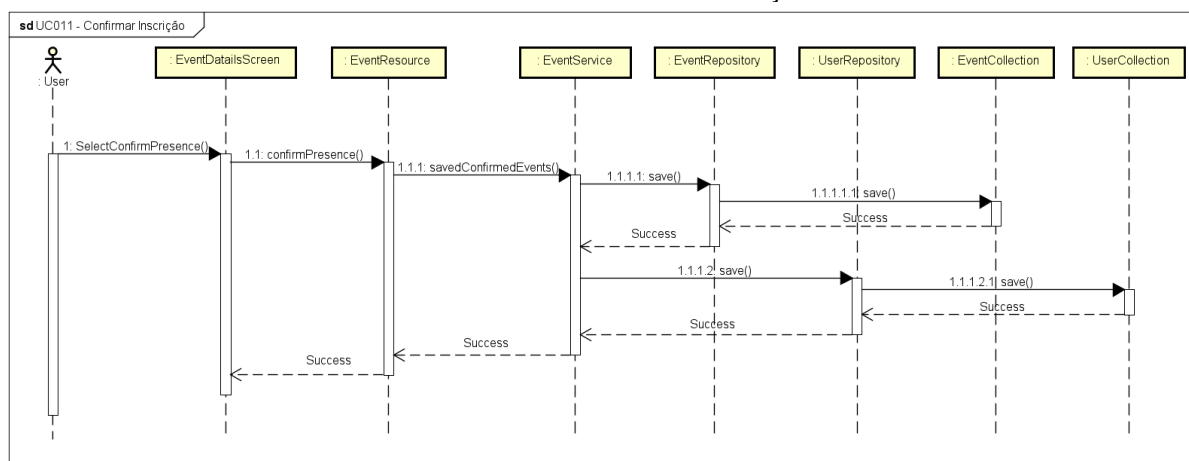 sd UC011 - Confirmar Inscrição
: User
: EventDatailsScreen
: EventResource
: EventService
: EventRepository
: UserRepository
: EventCollection
: UserCollection
1: SelectConfirmPresence()
1.1: confirmPresence()
1.1.1: savedConfirmedEvents()
1.1.1.1: save()
1.1.1.1.1: save()
Success
Success
1.1.1.2: save()
1.1.1.2.1: save()
Success
Success
Success
Success